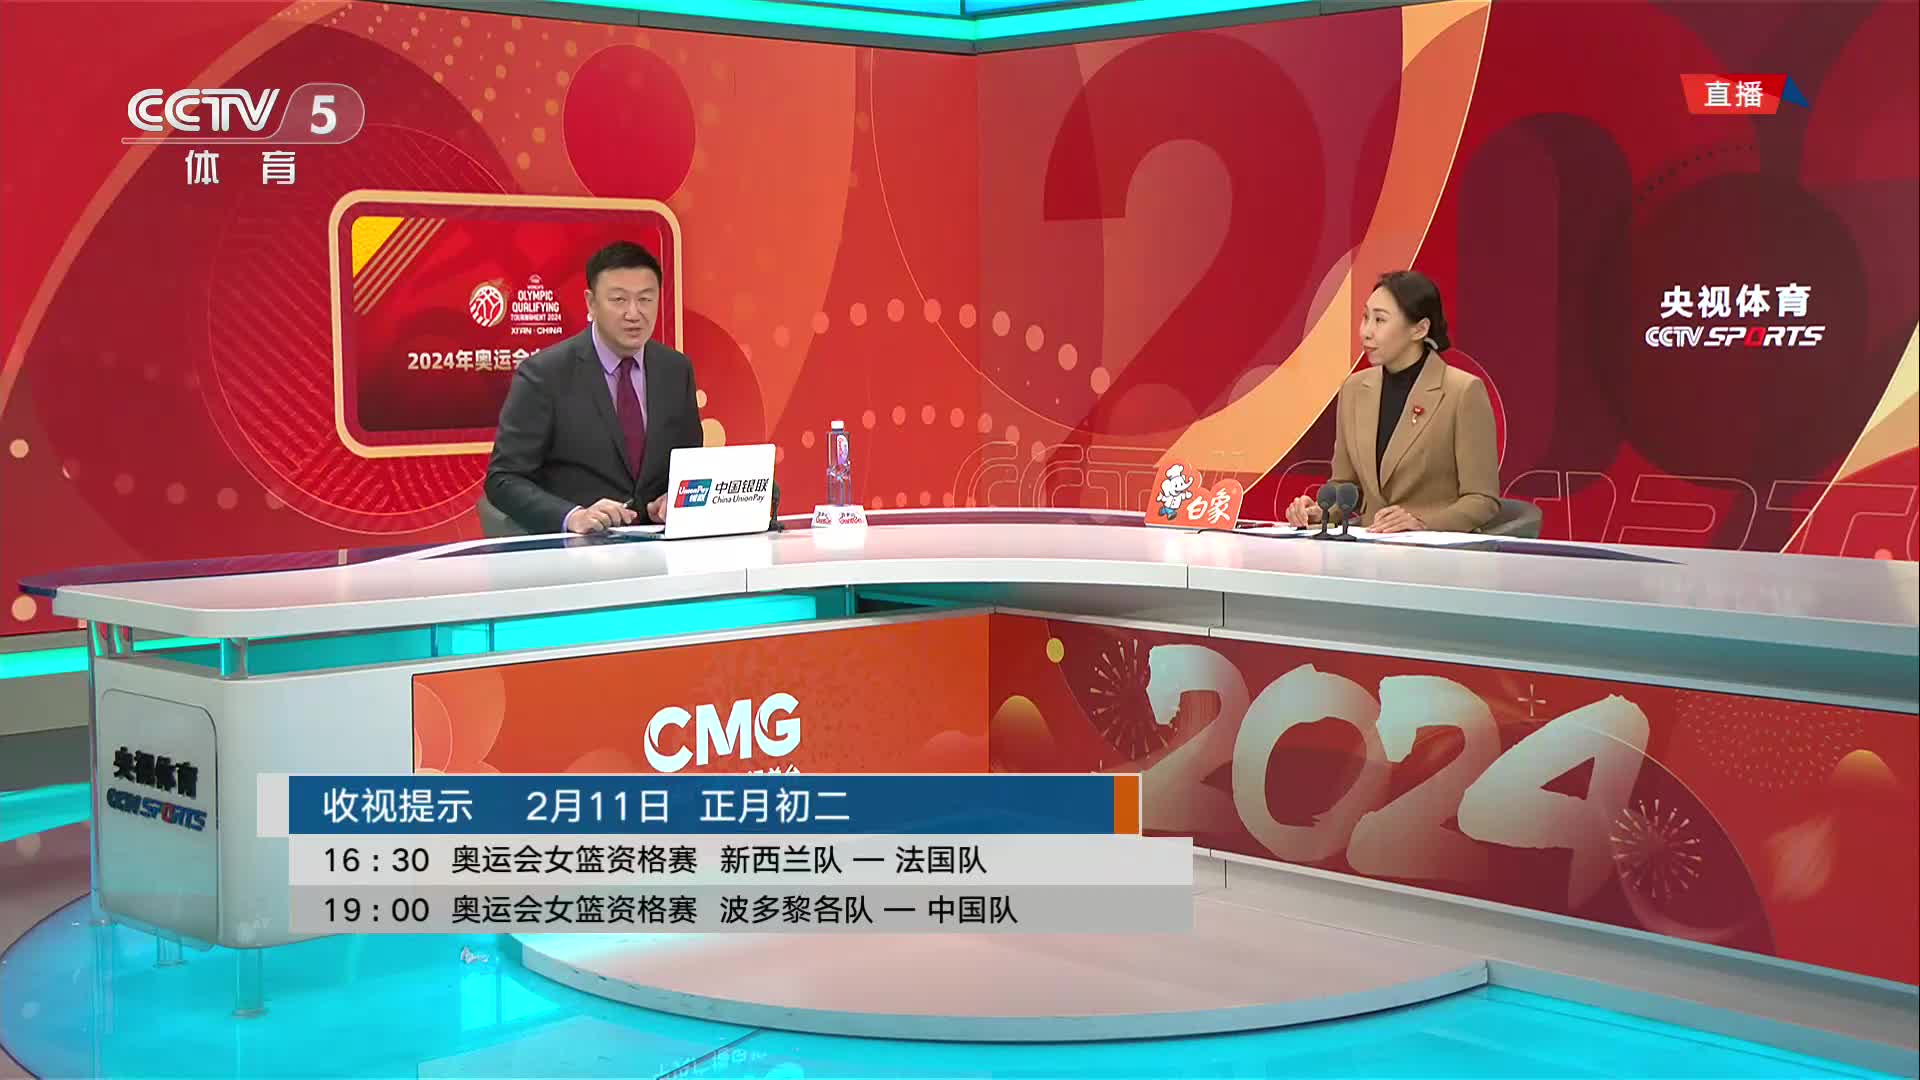 CCTV 5
体育
直播
WOMEN'S
OLYMPIC
QUALIFYING
TOURNAMENT 2024
XI'AN · CHINA
2024年奥运会
央视体育
CCTV SPORTS
UnionPay
银联
中国银联
China UnionPay
白象
CMG
2024
央视体育
CCTV SPORTS
收视提示 2月11日 正月初二
16：30 奥运会女篮资格赛 新西兰队 — 法国队
19：00 奥运会女篮资格赛 波多黎各队 — 中国队